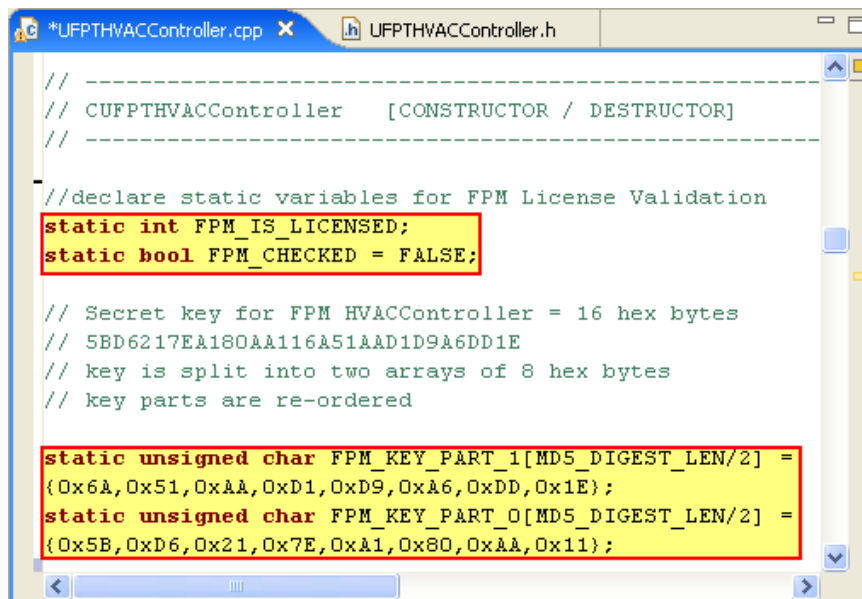 *UFPTHVACController.cpp UFPTHVACController.h
// ------------------------------------------------------
// CUFPTHVACController [CONSTRUCTOR / DESTRUCTOR]
// ------------------------------------------------------
//declare static variables for FPM License Validation
static int FPM_IS_LICENSED;
static bool FPM_CHECKED = FALSE;
// Secret key for FPM HVACController = 16 hex bytes
// 5BD6217EA180AA116A51AAD1D9A6DD1E
// key is split into two arrays of 8 hex bytes
// key parts are re-ordered
static unsigned char FPM_KEY_PART_1[MD5_DIGEST_LEN/2] =
{0x6A,0x51,0xAA,0xD1,0xD9,0xA6,0xDD,0x1E};
static unsigned char FPM_KEY_PART_0[MD5_DIGEST_LEN/2] =
{0x5B,0xD6,0x21,0x7E,0xA1,0x80,0xAA,0x11};